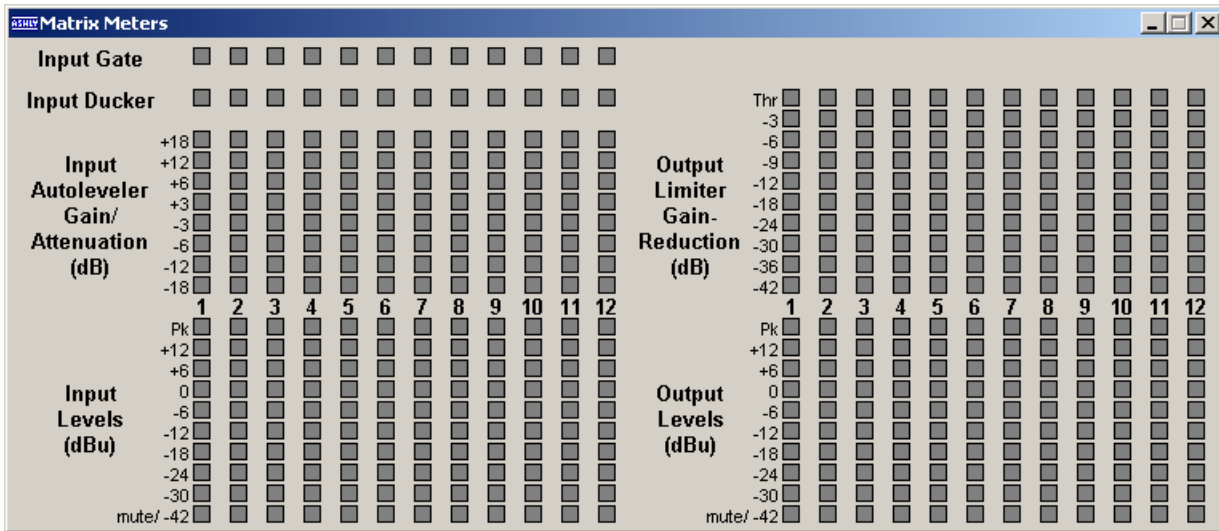 ASHLY Matrix Meters
Input Gate
Input Ducker
Input
Autoleveler
Gain/
Attenuation
(dB)
+18
+12
+6
+3
-3
-6
-12
-18
1 2 3 4 5 6 7 8 9 10 11 12
Input
Levels
(dBu)
Pk
+12
+6
0
-6
-12
-18
-24
-30
mute/ -42
Output
Limiter
Gain-
Reduction
(dB)
Thr
-3
-6
-9
-12
-18
-24
-30
-36
-42
1 2 3 4 5 6 7 8 9 10 11 12
Output
Levels
(dBu)
Pk
+12
+6
0
-6
-12
-18
-24
-30
mute/ -42